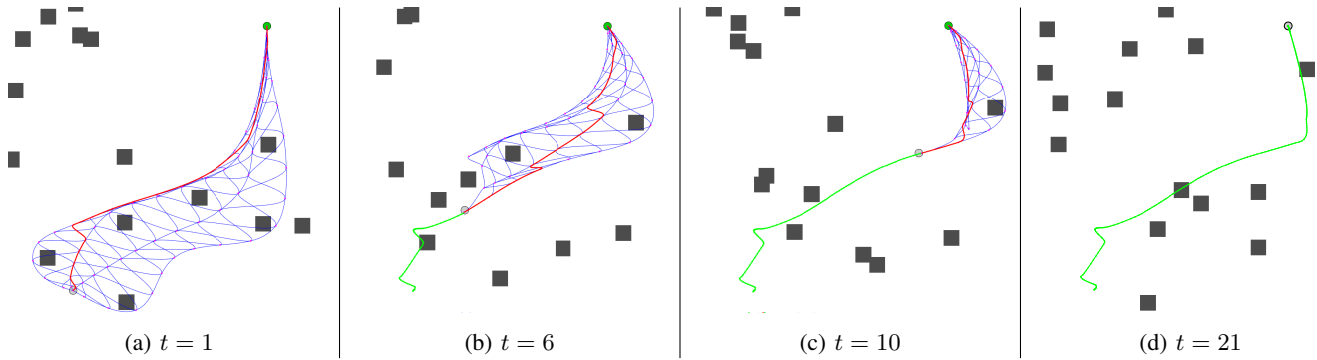 (a) t = 1
(b) t = 6
(c) t = 10
(d) t = 21